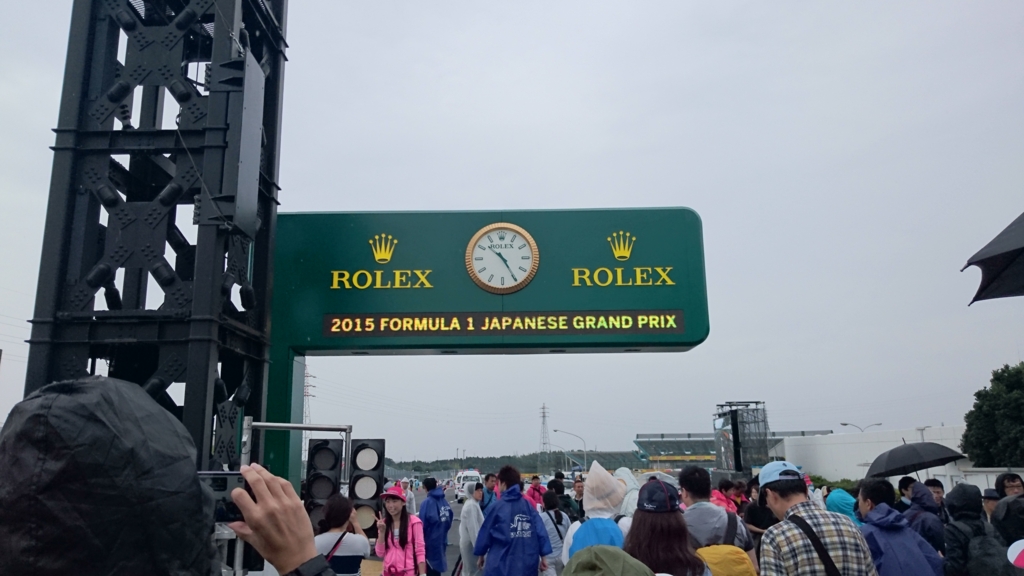 ROLEX
ROLEX
ROLEX
2015 FORMULA 1 JAPANESE GRAND PRIX